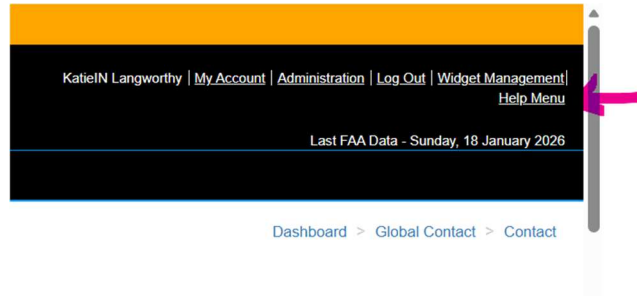 KatieIN Langworthy | My Account | Administration | Log Out | Widget Management|
Help Menu
Last FAA Data - Sunday, 18 January 2026
Dashboard > Global Contact > Contact